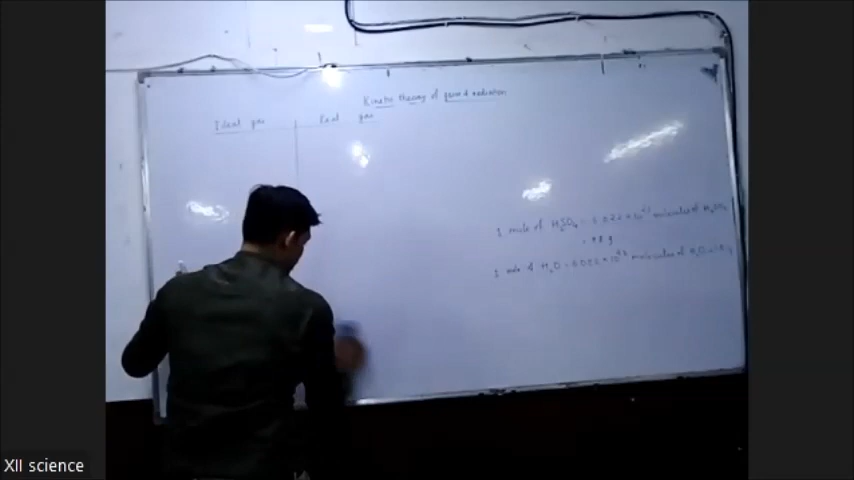 Kinetic theory of gas and radiation
Ideal gas
Real gas
1 mole of H₂SO₄ = 6.022 × 10²³ molecules of H₂SO₄
= 98 g
1 mole of H₂O = 6.022 × 10²³ molecules of H₂O
XII science